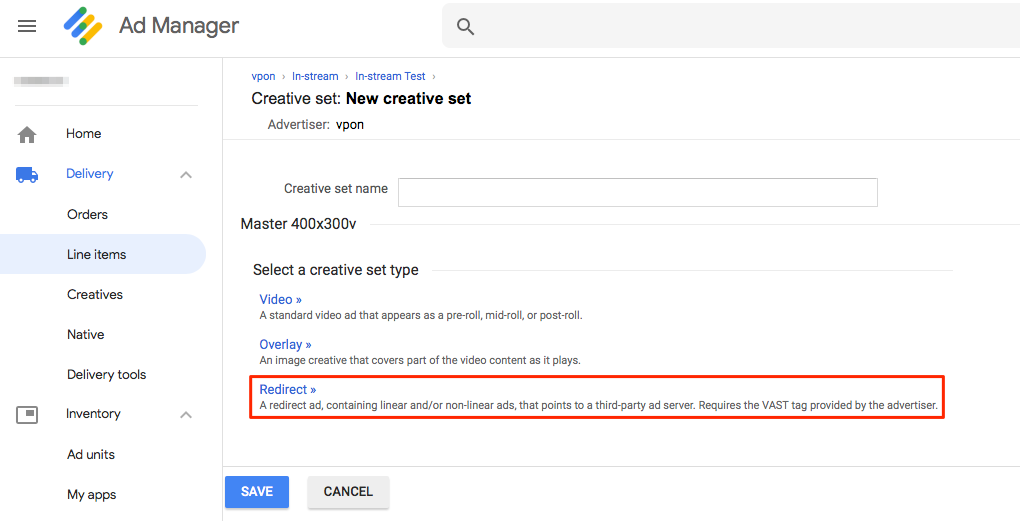 Ad Manager
vpon › In-stream › In-stream Test ›
Creative set: New creative set
Advertiser: vpon
Home
Delivery
Orders
Line items
Creatives
Native
Delivery tools
Inventory
Ad units
My apps
Creative set name
Master 400x300v
Select a creative set type
Video »
A standard video ad that appears as a pre-roll, mid-roll, or post-roll.
Overlay »
An image creative that covers part of the video content as it plays.
Redirect »
A redirect ad, containing linear and/or non-linear ads, that points to a third-party ad server. Requires the VAST tag provided by the advertiser.
SAVE
CANCEL